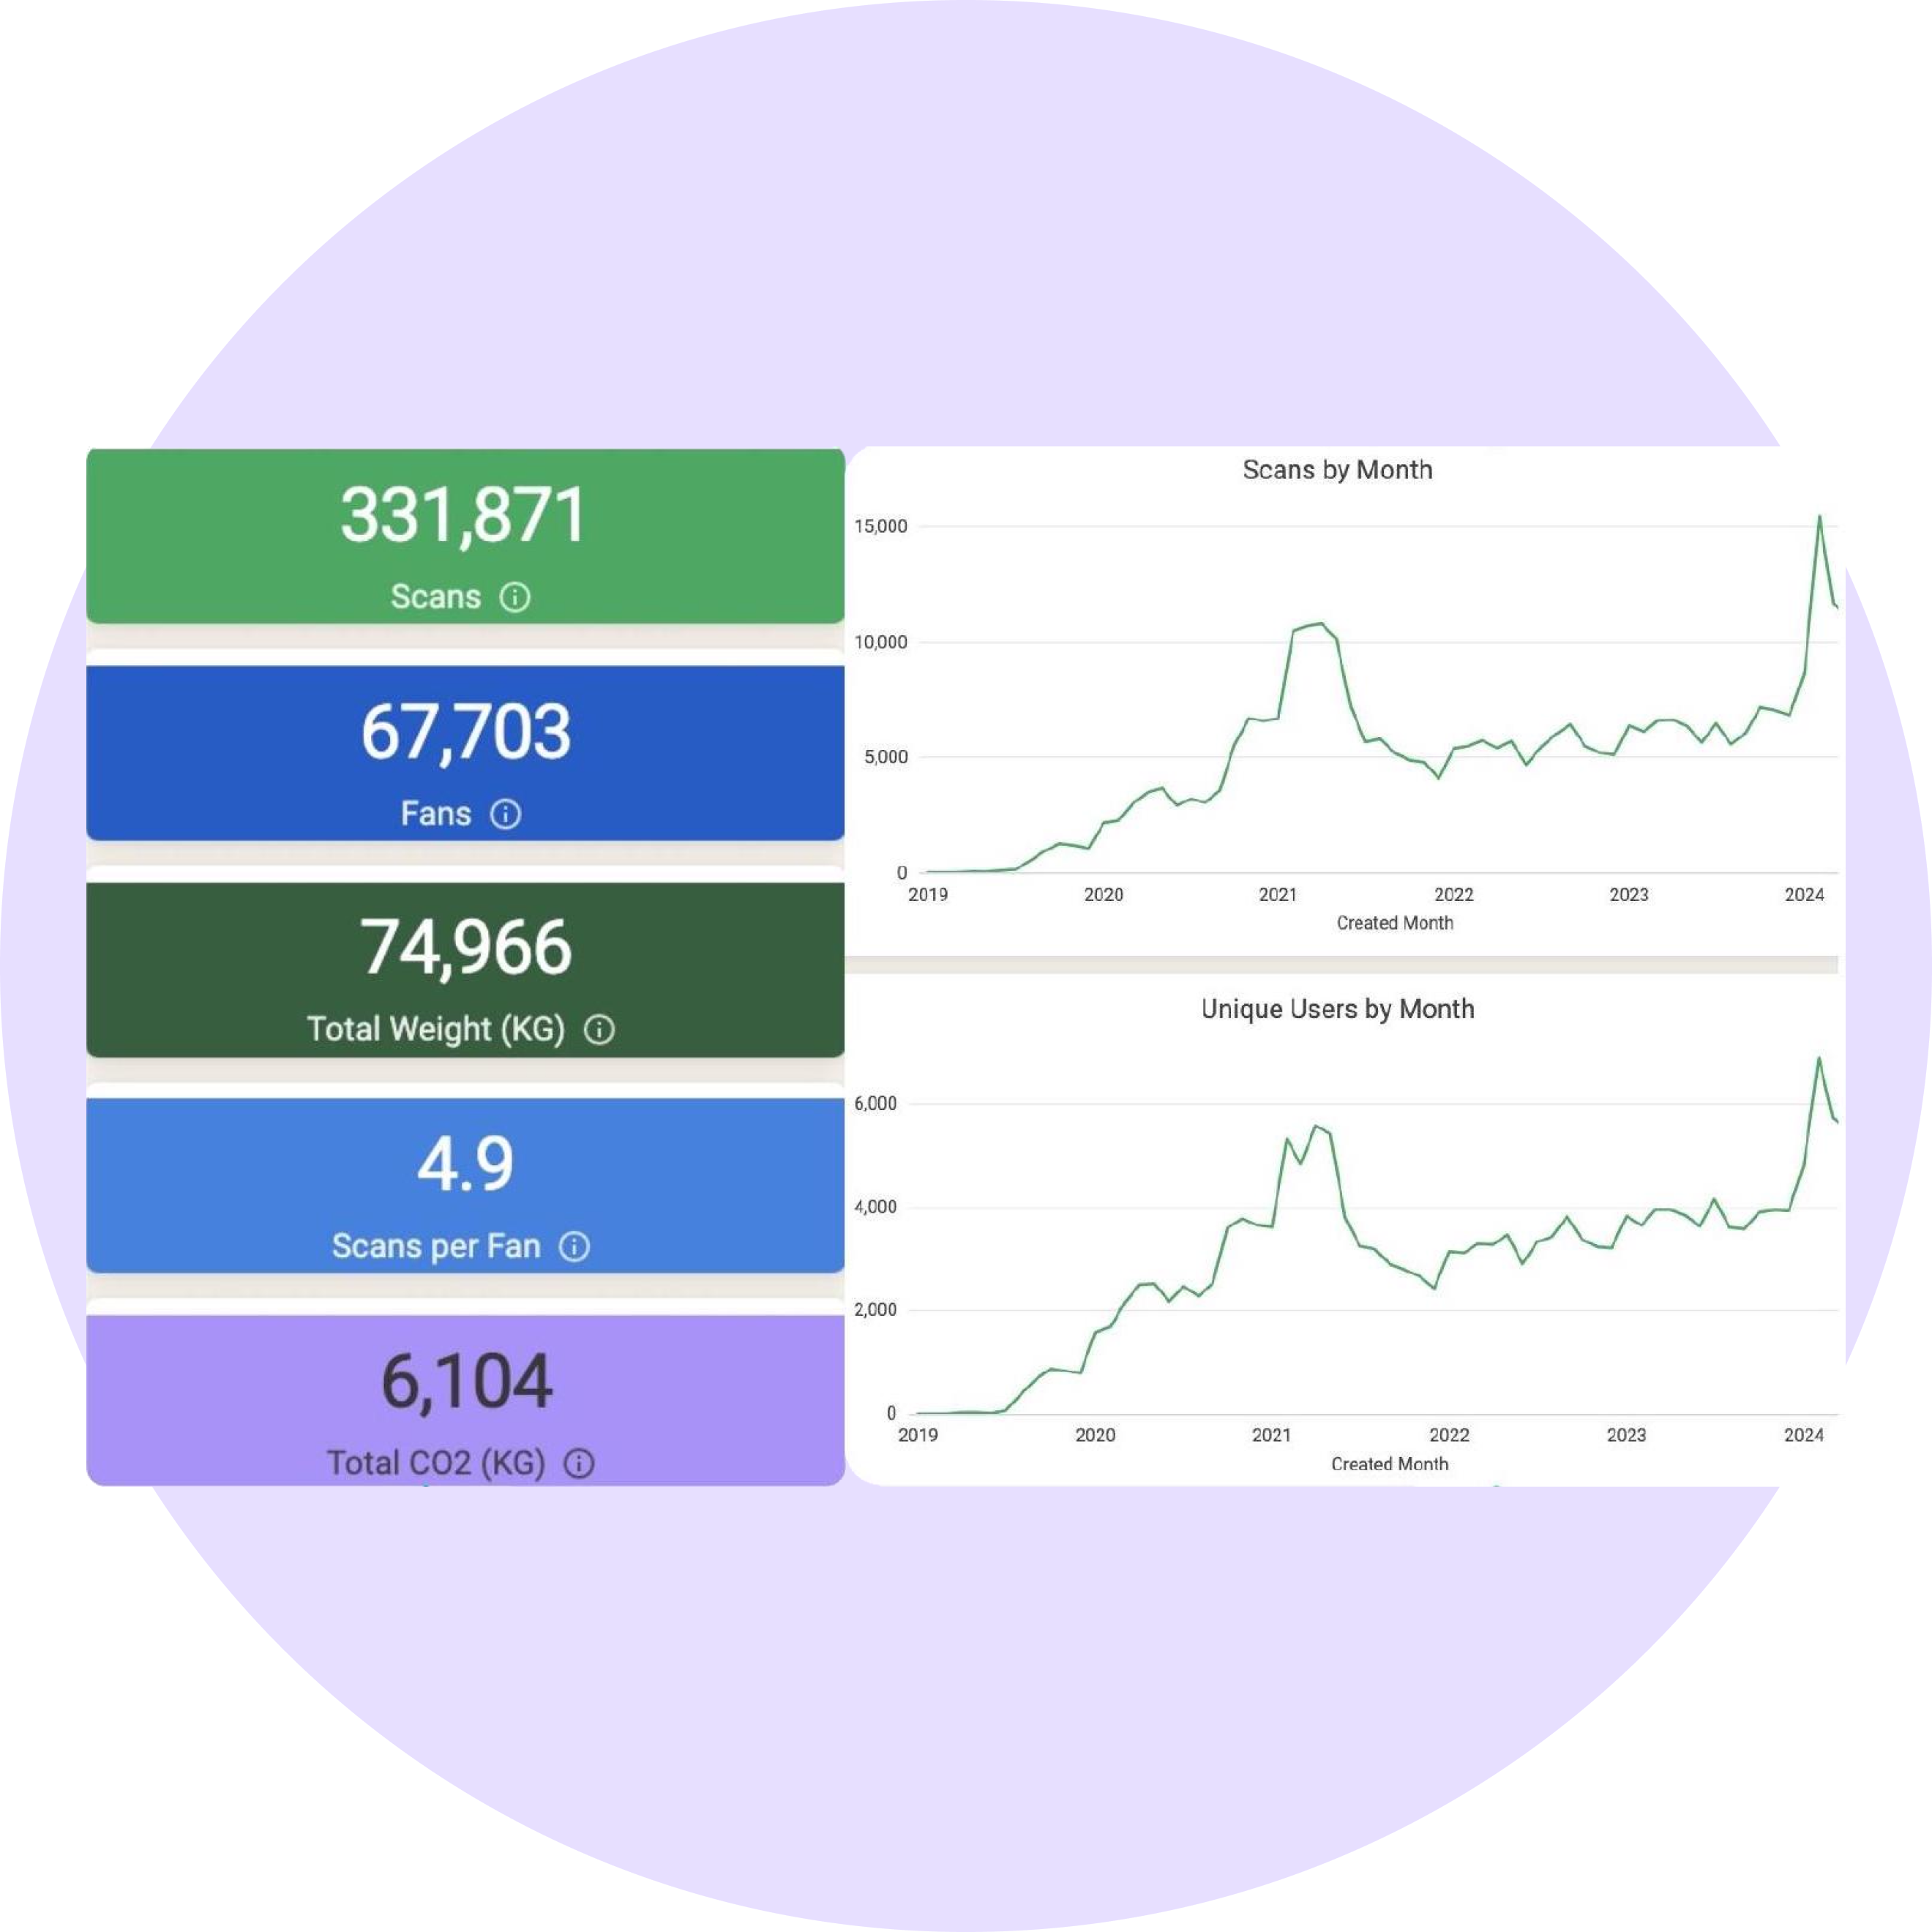 331,871
Scans
67,703
Fans
74,966
Total Weight (KG)
4.9
Scans per Fan
6,104
Total CO2 (KG)
Scans by Month
15,000
10,000
5,000
0
2019 2020 2021 2022 2023 2024
Created Month
Unique Users by Month
6,000
4,000
2,000
0
2019 2020 2021 2022 2023 2024
Created Month